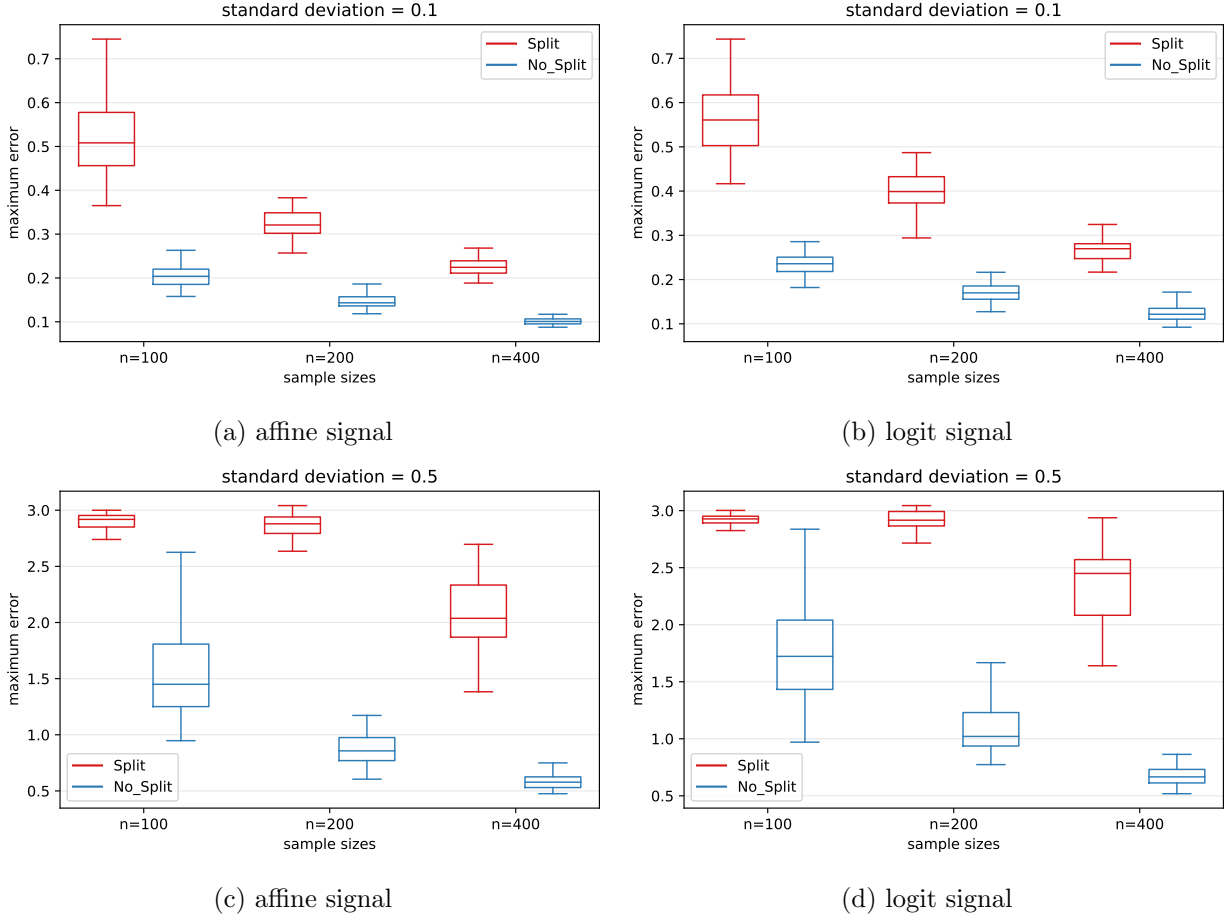 standard deviation = 0.1
maximum error
0.7
0.6
0.5
0.4
0.3
0.2
0.1
Split
No_Split
n=100 n=200 n=400
sample sizes
(a) affine signal
standard deviation = 0.1
maximum error
0.7
0.6
0.5
0.4
0.3
0.2
0.1
Split
No_Split
n=100 n=200 n=400
sample sizes
(b) logit signal
standard deviation = 0.5
maximum error
3.0
2.5
2.0
1.5
1.0
0.5
Split
No_Split
n=100 n=200 n=400
sample sizes
(c) affine signal
standard deviation = 0.5
maximum error
3.0
2.5
2.0
1.5
1.0
0.5
Split
No_Split
n=100 n=200 n=400
sample sizes
(d) logit signal